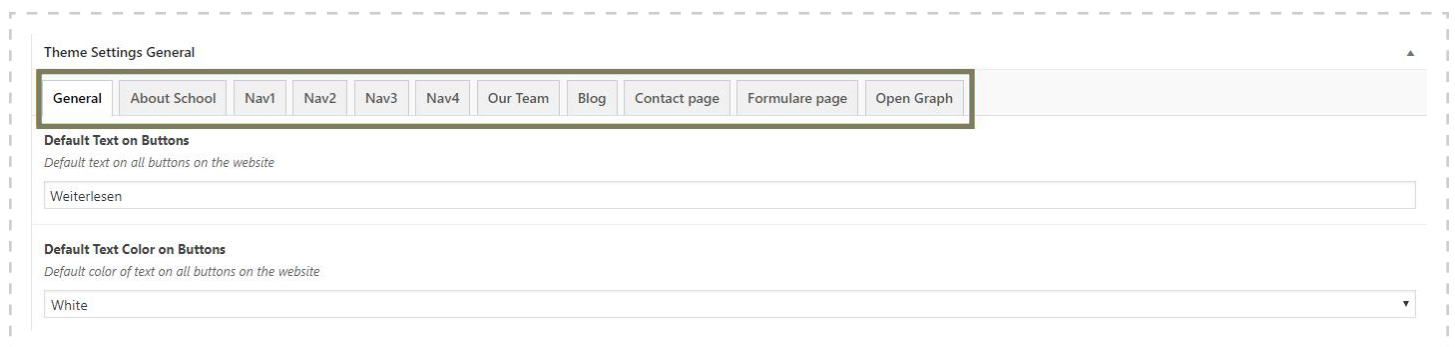 Theme Settings General
General About School Nav1 Nav2 Nav3 Nav4 Our Team Blog Contact page Formulare page Open Graph
Default Text on Buttons
Default text on all buttons on the website
Weiterlesen
Default Text Color on Buttons
Default color of text on all buttons on the website
White